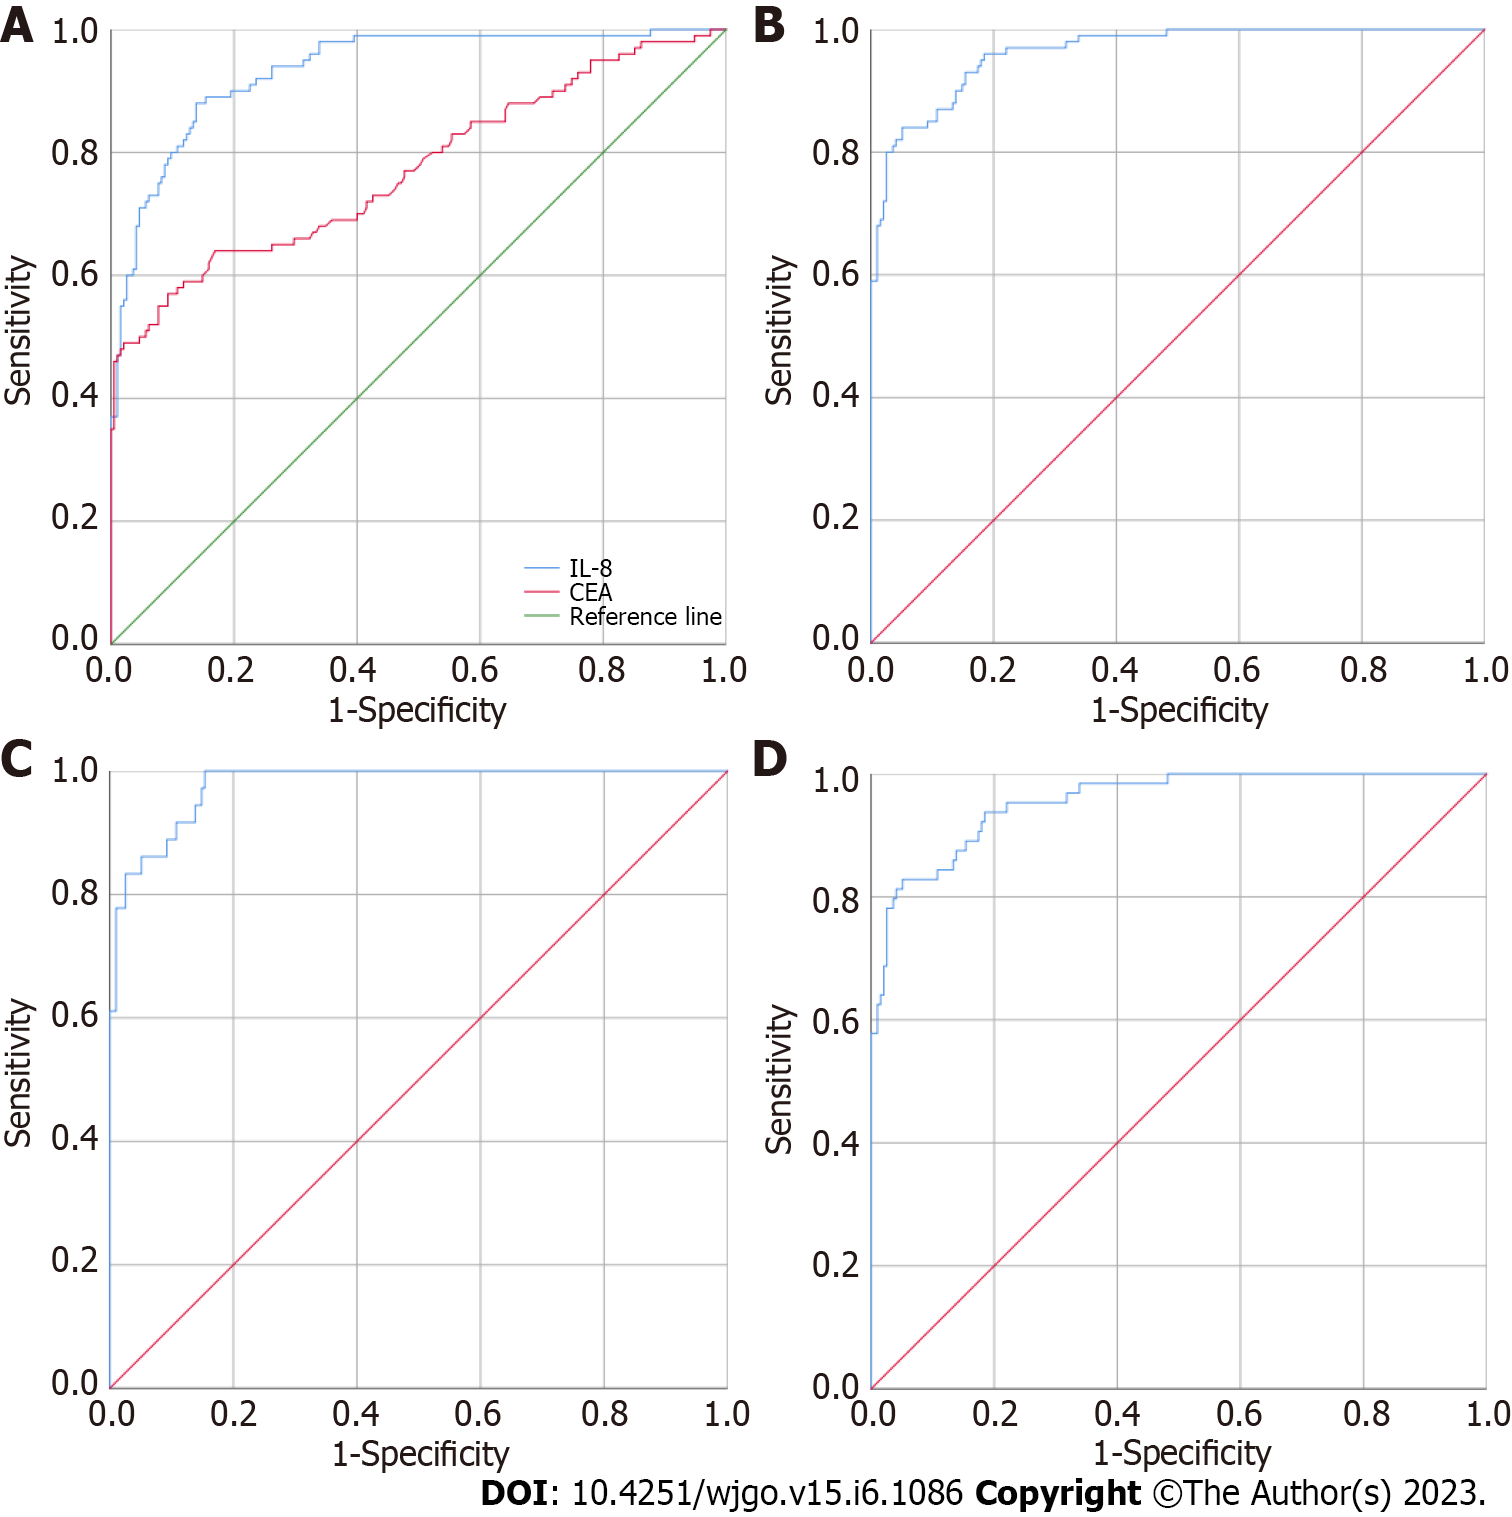 A
Sensitivity
1.0
0.8
0.6
0.4
0.2
0.0
IL-8
CEA
Reference line
0.0 0.2 0.4 0.6 0.8 1.0
1-Specificity
B
Sensitivity
1.0
0.8
0.6
0.4
0.2
0.0
0.0 0.2 0.4 0.6 0.8 1.0
1-Specificity
C
Sensitivity
1.0
0.8
0.6
0.4
0.2
0.0
0.0 0.2 0.4 0.6 0.8 1.0
1-Specificity
D
Sensitivity
1.0
0.8
0.6
0.4
0.2
0.0
0.0 0.2 0.4 0.6 0.8 1.0
1-Specificity
DOI: 10.4251/wjgo.v15.i6.1086 Copyright ©The Author(s) 2023.